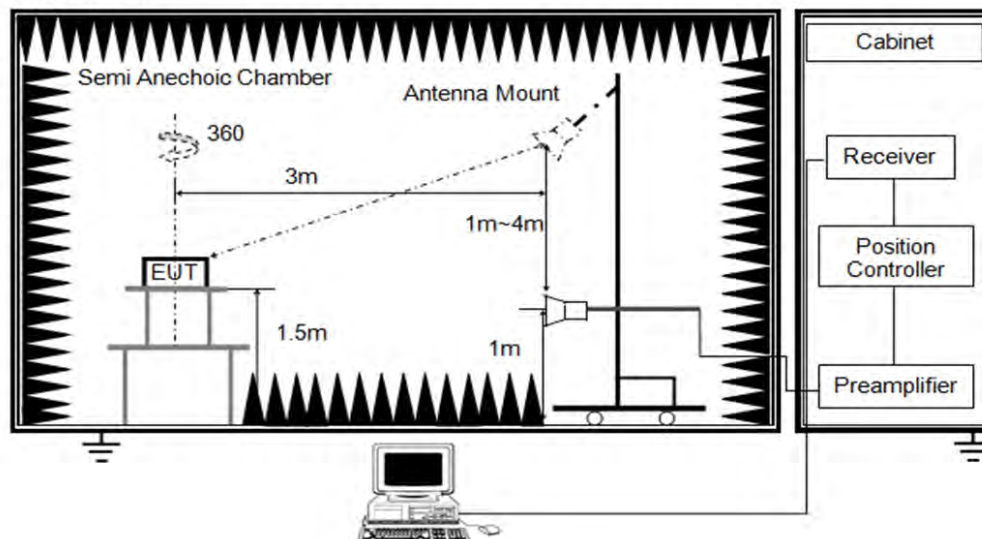 Cabinet
Semi Anechoic Chamber
Antenna Mount
360
3m
Receiver
1m~4m
EUT
Position
Controller
1.5m
1m
Preamplifier